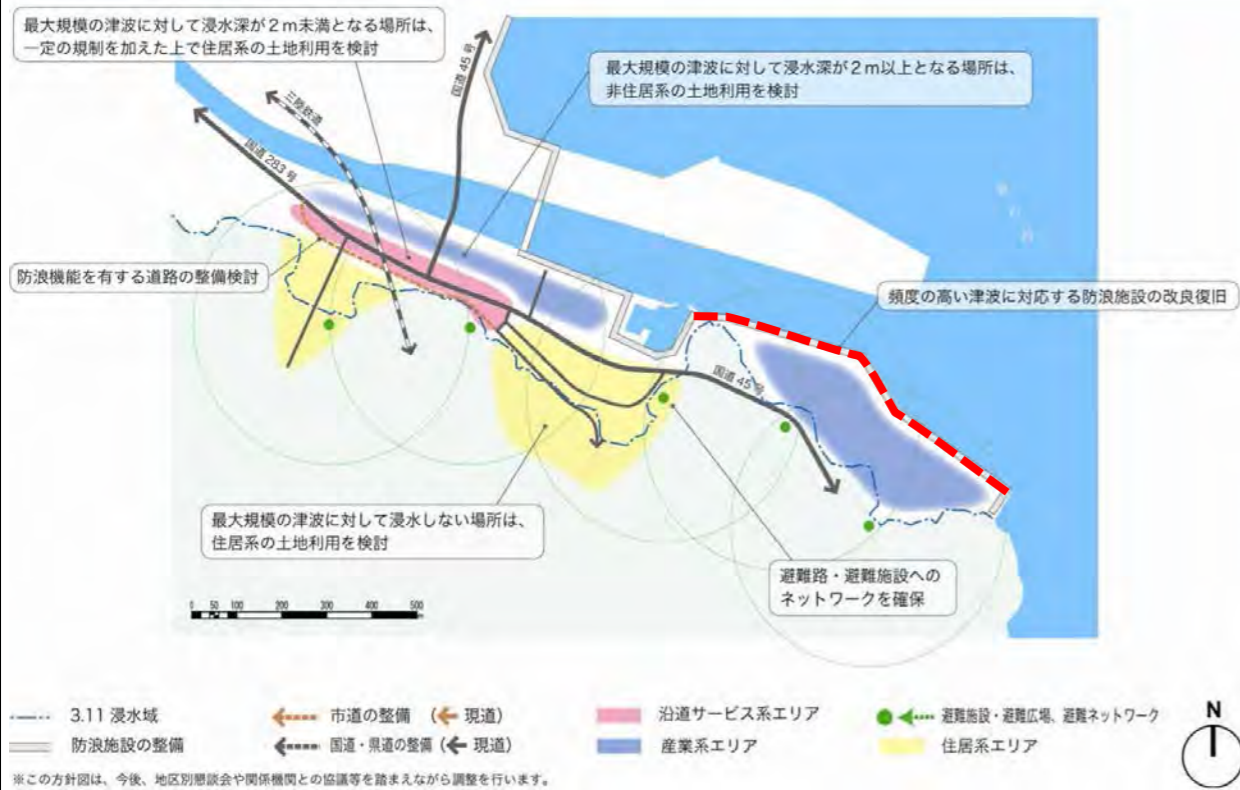 最大規模の津波に対して浸水深が２ｍ未満となる場所は、
一定の規制を加えた上で住居系の土地利用を検討
国道 45 号
最大規模の津波に対して浸水深が２ｍ以上となる場所は、
非住居系の土地利用を検討
三陸鉄道
国道 283 号
防浪機能を有する道路の整備検討
頻度の高い津波に対応する防浪施設の改良復旧
国道 45 号
最大規模の津波に対して浸水しない場所は、
住居系の土地利用を検討
避難路・避難施設への
ネットワークを確保
0 50 100 200 300 400 500
3.11 浸水域
市道の整備 （ 現道）
沿道サービス系エリア
避難施設・避難広場、避難ネットワーク
防浪施設の整備
国道・県道の整備 （ 現道）
産業系エリア
住居系エリア
N
※この方針図は、今後、地区別懇談会や関係機関との協議等を踏まえながら調整を行います。